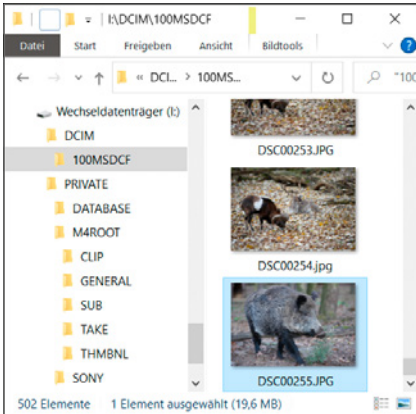 I:\DCIM\100MSDCF
Datei Start Freigeben Ansicht Bildtools
« DCI... > 100MS... "100
Wechseldatenträger (I:)
DCIM
100MSDCF
PRIVATE
DATABASE
M4ROOT
CLIP
GENERAL
SUB
TAKE
THMBNL
SONY
DSC00253.JPG
DSC00254.jpg
DSC00255.JPG
502 Elemente 1 Element ausgewählt (19,6 MB)